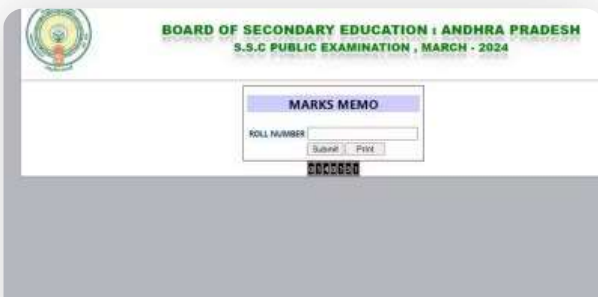 BOARD OF SECONDARY EDUCATION : ANDHRA PRADESH
S.S.C PUBLIC EXAMINATION , MARCH - 2024
MARKS MEMO
ROLL NUMBER
Submit Print